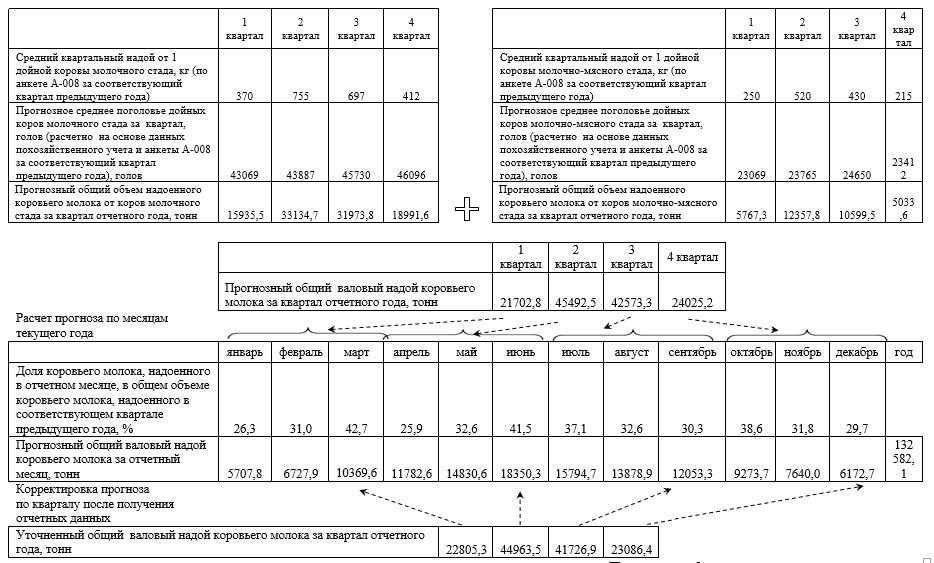 1 квартал 2 квартал 3 квартал 4 квартал
Средний квартальный надой от 1
дойной коровы молочного стада, кг (по
анкете А-008 за соответствующий
квартал предыдущего года) 370 755 697 412
Прогнозное среднее поголовье дойных
коров молочного стада за квартал,
голов (расчетно на основе данных
похозяйственного учета и анкеты А-008
за соответствующий квартал
предыдущего года), голов 43069 43887 45730 46096
Прогнозный общий объем надоенного
коровьего молока от коров молочного
стада за квартал отчетного года, тонн 15935,5 33134,7 31973,8 18991,6
1 квартал 2 квартал 3 квартал 4 квар тал
Средний квартальный надой от 1 дойной
коровы молочно-мясного стада, кг (по
анкете А-008 за соответствующий квартал
предыдущего года) 250 520 430 215
Прогнозное среднее поголовье дойных
коров молочно-мясного стада за квартал,
голов (расчетно на основе данных
похозяйственного учета и анкеты А-008 за
соответствующий квартал предыдущего
года), голов 23069 23765 24650 2341 2
Прогнозный общий объем надоенного
коровьего молока от коров молочно-мясного
стада за квартал отчетного года, тонн 5767,3 12357,8 10599,5 5033 ,6
1 квартал 2 квартал 3 квартал 4 квартал
Прогнозный общий валовый надой коровьего
молока за квартал отчетного года, тонн 21702,8 45492,5 42573,3 24025,2
Расчет прогноза по месяцам
текущего года
январь февраль март апрель май июнь июль август сентябрь октябрь ноябрь декабрь год
Доля коровьего молока, надоенного
в отчетном месяце, в общем объеме
коровьего молока, надоенного в
соответствующем квартале
предыдущего года, % 26,3 31,0 42,7 25,9 32,6 41,5 37,1 32,6 30,3 38,6 31,8 29,7
Прогнозный общий валовый надой
коровьего молока за отчетный
месяц, тонн 5707,8 6727,9 10369,6 11782,6 14830,6 18350,3 15794,7 13878,9 12053,3 9273,7 7640,0 6172,7 132 582, 1
Корректировка прогноза
по кварталу после получения
отчетных данных
Уточненный общий валовый надой коровьего молока за квартал отчетного
года, тонн 22805,3 44963,5 41726,9 23086,4